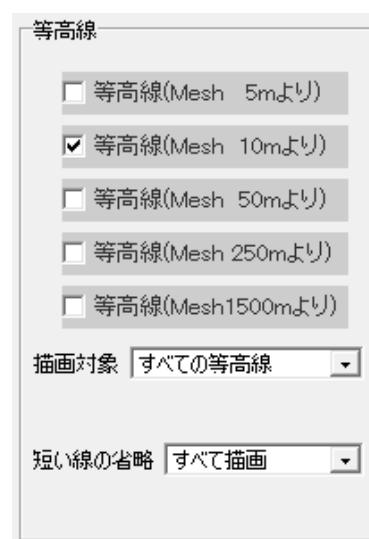 等高線
等高線(Mesh　5mより)
等高線(Mesh　10mより)
等高線(Mesh　50mより)
等高線(Mesh 250mより)
等高線(Mesh1500mより)
描画対象 すべての等高線
短い線の省略 すべて描画